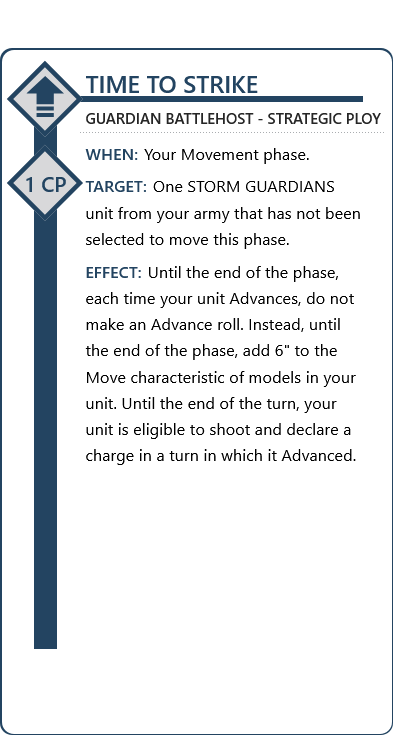 TIME TO STRIKE
GUARDIAN BATTLEHOST - STRATEGIC PLOY
1 CP
WHEN: Your Movement phase.
TARGET: One STORM GUARDIANS
unit from your army that has not been
selected to move this phase.
EFFECT: Until the end of the phase,
each time your unit Advances, do not
make an Advance roll. Instead, until
the end of the phase, add 6" to the
Move characteristic of models in your
unit. Until the end of the turn, your
unit is eligible to shoot and declare a
charge in a turn in which it Advanced.